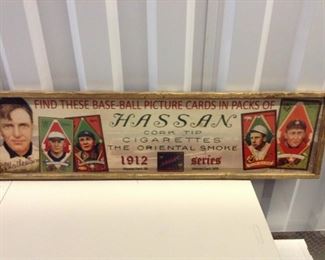 FIND THESE BASE-BALL PICTURE CARDS IN PACKS OF
HASSAN
CORK TIP
CIGARETTES
THE ORIENTAL SMOKE
1912 series